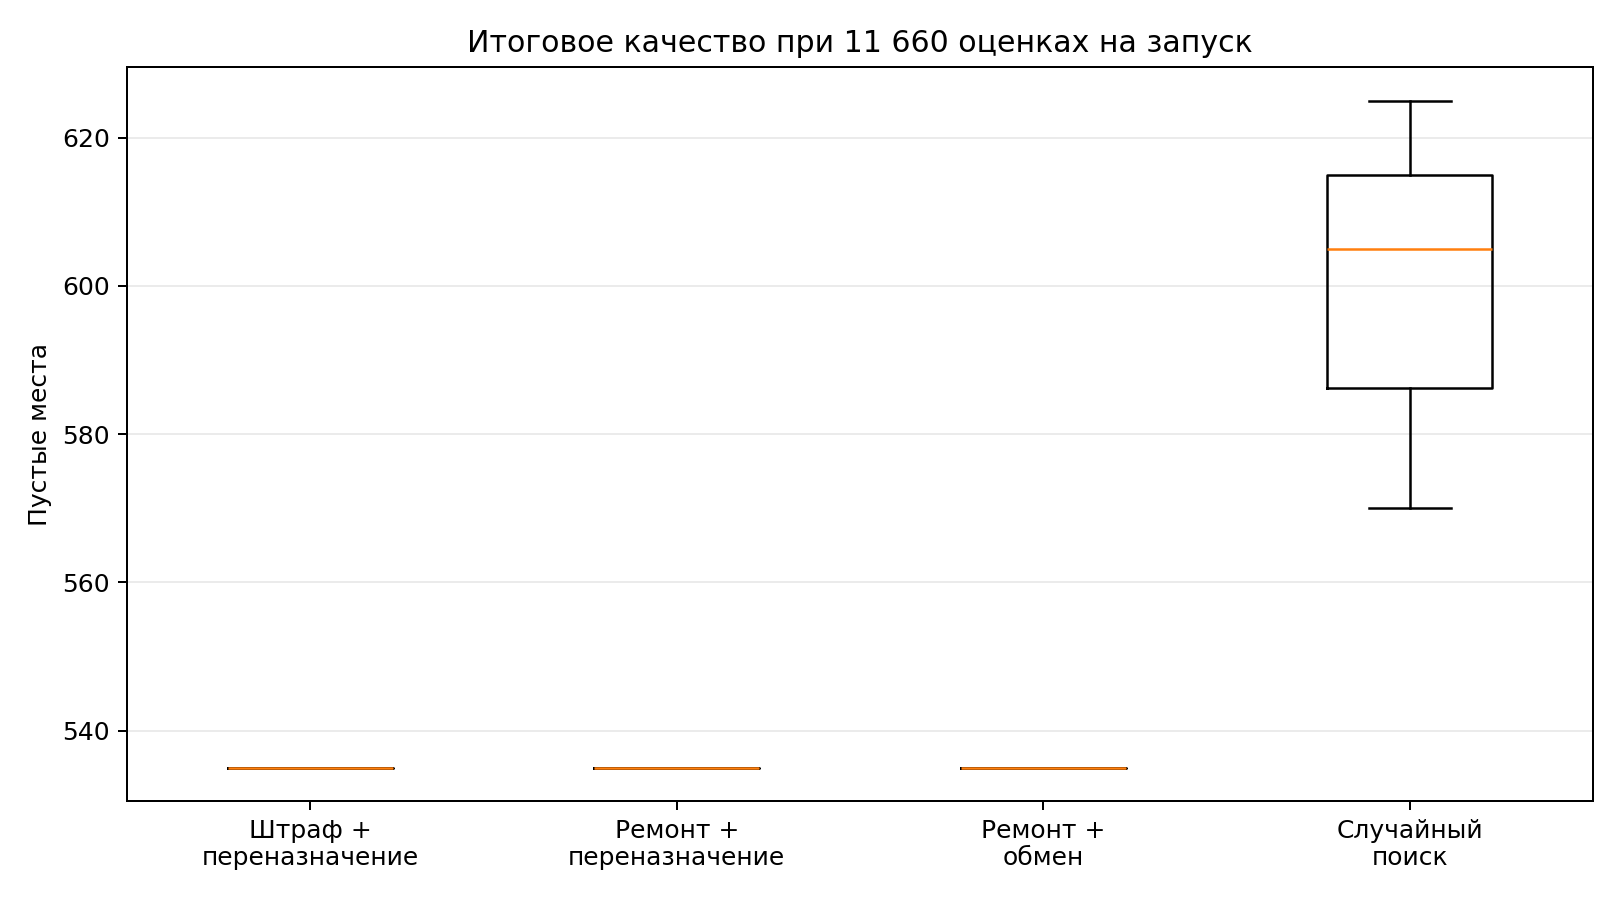 Итоговое качество при 11 660 оценках на запуск
Пустые места
620
600
580
560
540
Штраф +
переназначение
Ремонт +
переназначение
Ремонт +
обмен
Случайный
поиск